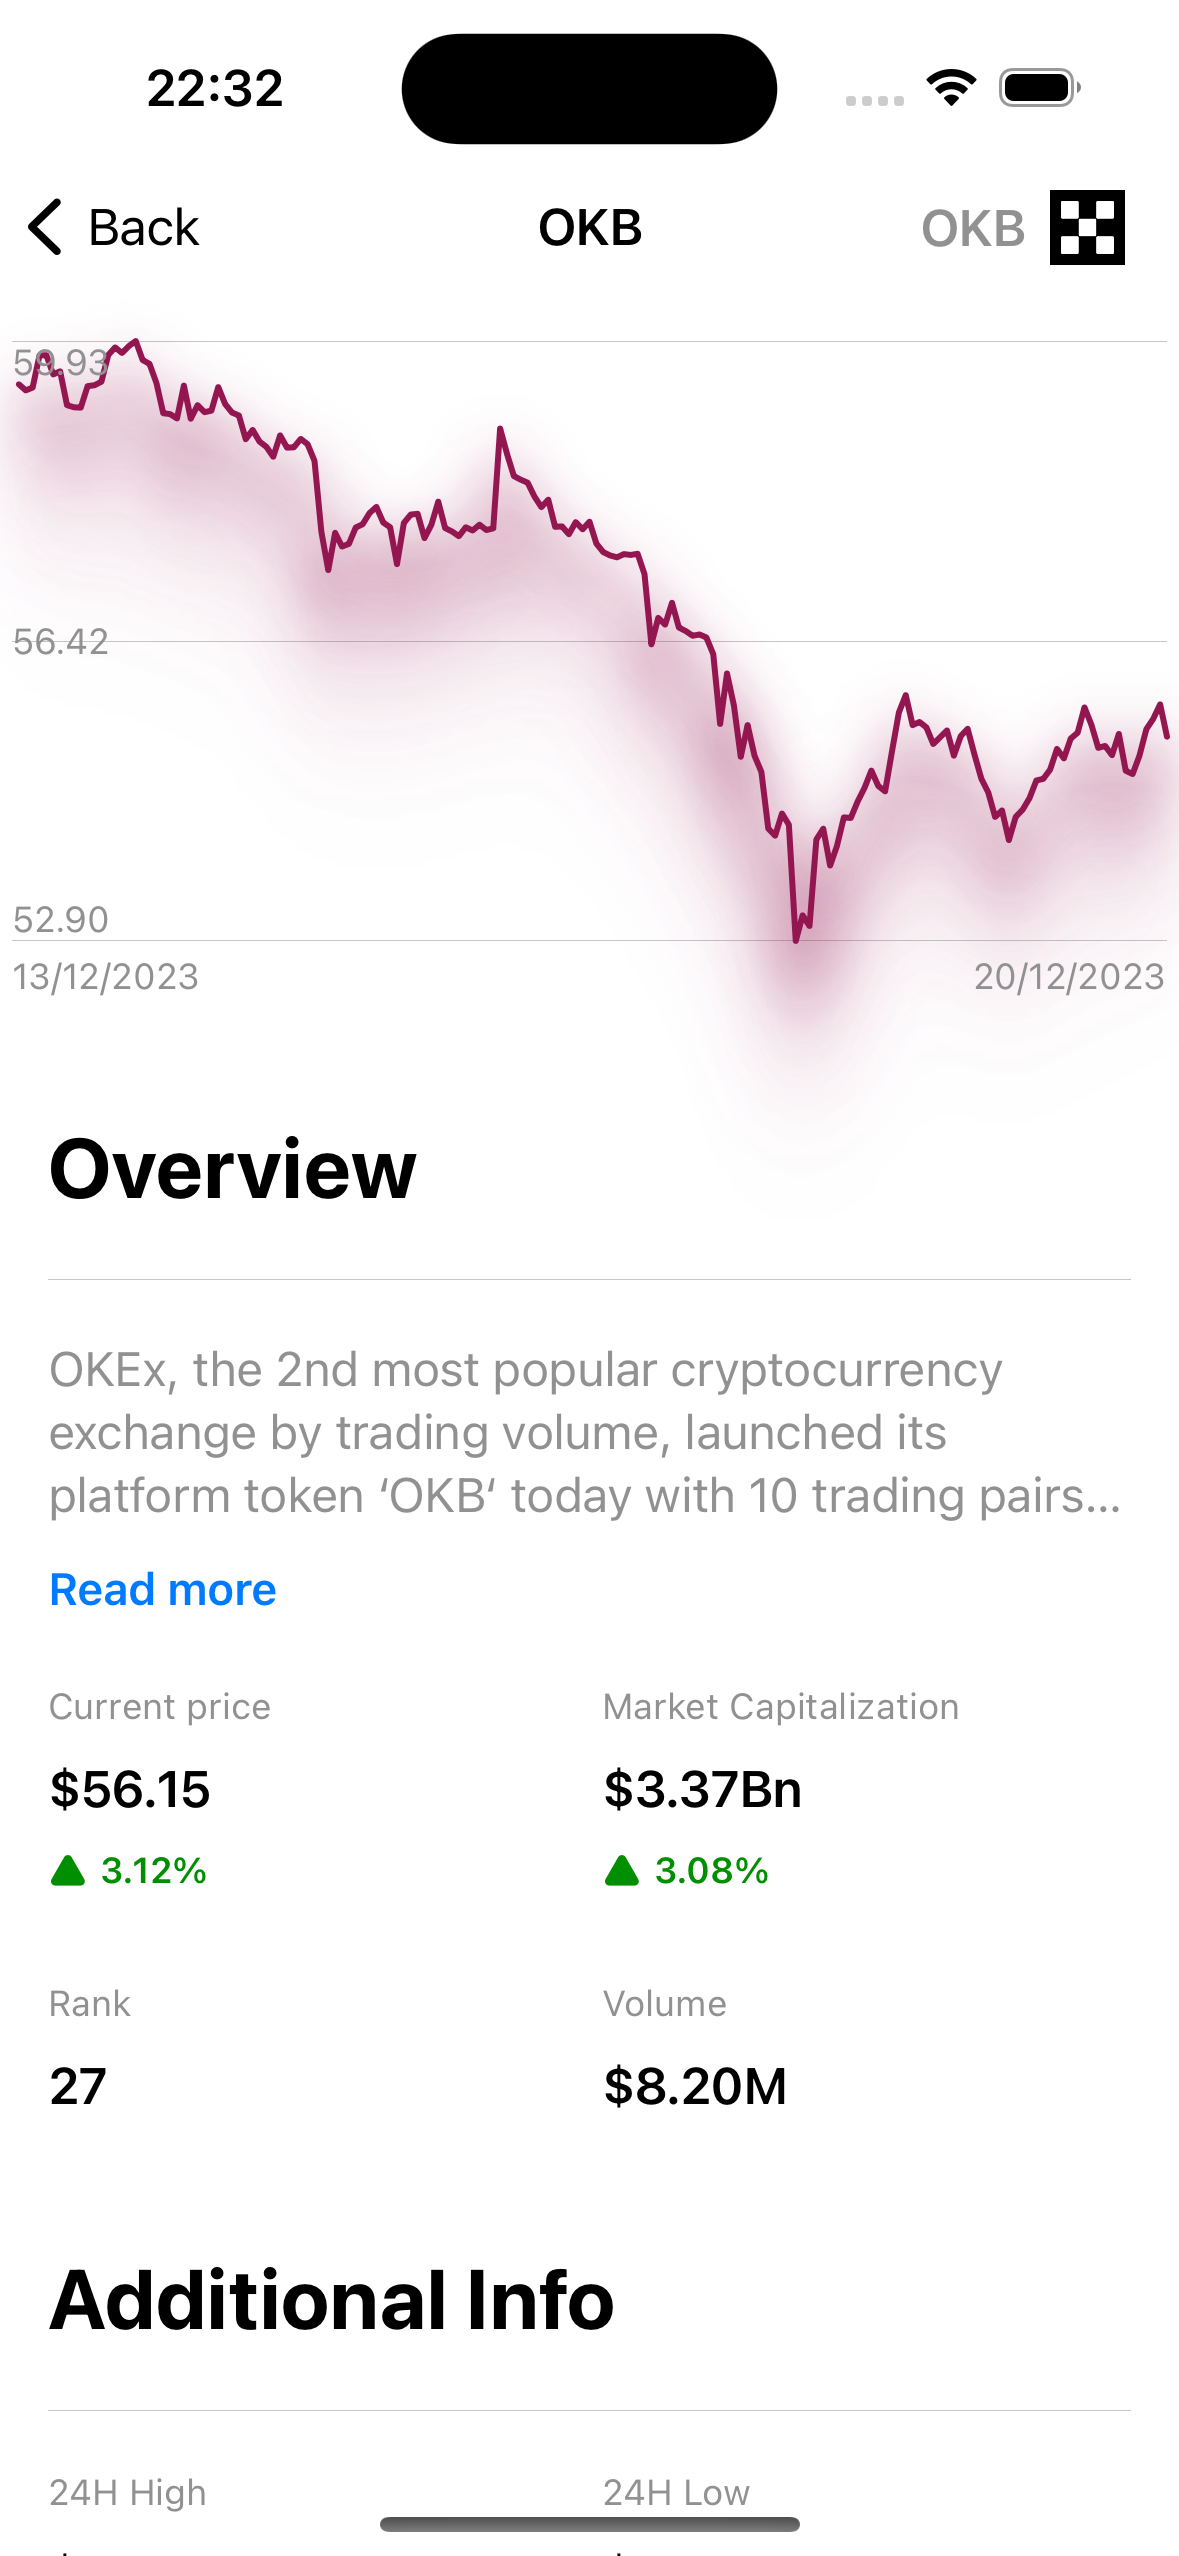 22:32
Back
OKB
OKB
59.93
56.42
52.90
13/12/2023
20/12/2023
Overview
OKEx, the 2nd most popular cryptocurrency
exchange by trading volume, launched its
platform token ‘OKB‘ today with 10 trading pairs...
Read more
Current price
Market Capitalization
$56.15
$3.37Bn
3.12%
3.08%
Rank
Volume
27
$8.20M
Additional Info
24H High
24H Low